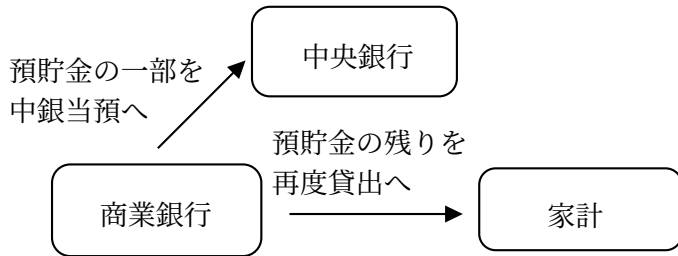 中央銀行
預貯金の一部を
中銀当預へ
預貯金の残りを
再度貸出へ
商業銀行
家計